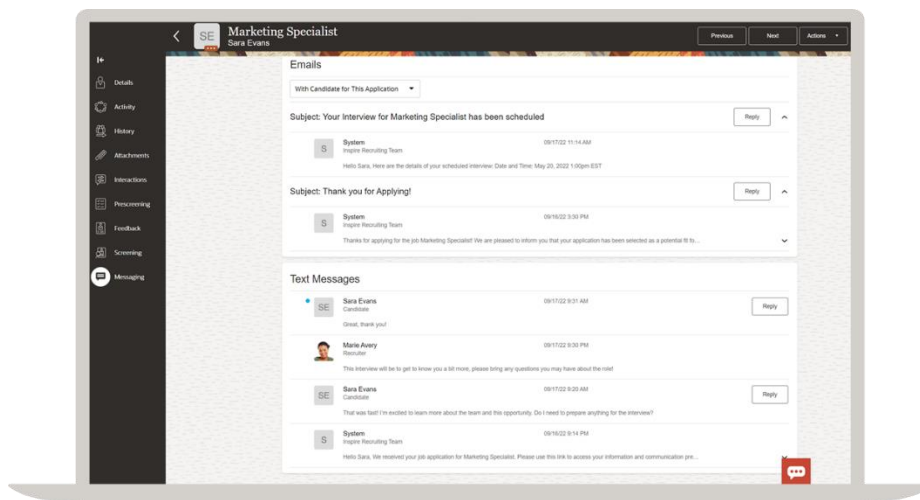 SE
Marketing Specialist
Sara Evans
Previous
Next
Actions
Details
Activity
History
Attachments
Interactions
Prescreening
Feedback
Screening
Messaging
Emails
With Candidate for This Application
Subject: Your Interview for Marketing Specialist has been scheduled
Reply
S
System
09/17/22 11:14 AM
Inspire Recruiting Team
Hello Sara, Here are the details of your scheduled interview: Date and Time: May 20, 2022 1:00pm EST
Subject: Thank you for Applying!
Reply
S
System
09/16/22 3:30 PM
Inspire Recruiting Team
Thanks for applying for the job Marketing Specialist! We are pleased to inform you that your application has been selected as a potential fit fo...
Text Messages
SE
Sara Evans
09/17/22 9:31 AM
Reply
Candidate
Great, thank you!
Marie Avery
09/17/22 9:30 PM
Recruiter
This Interview will be to get to know you a bit more, please bring any questions you may have about the role!
SE
Sara Evans
09/17/22 9:20 AM
Reply
Candidate
That was fast! I'm excited to learn more about the team and this opportunity. Do I need to prepare anything for the interview?
S
System
09/16/22 9:14 PM
Inspire Recruiting Team
Hello Sara, We received your job application for Marketing Specialist. Please use this link to access your information and communication pre...